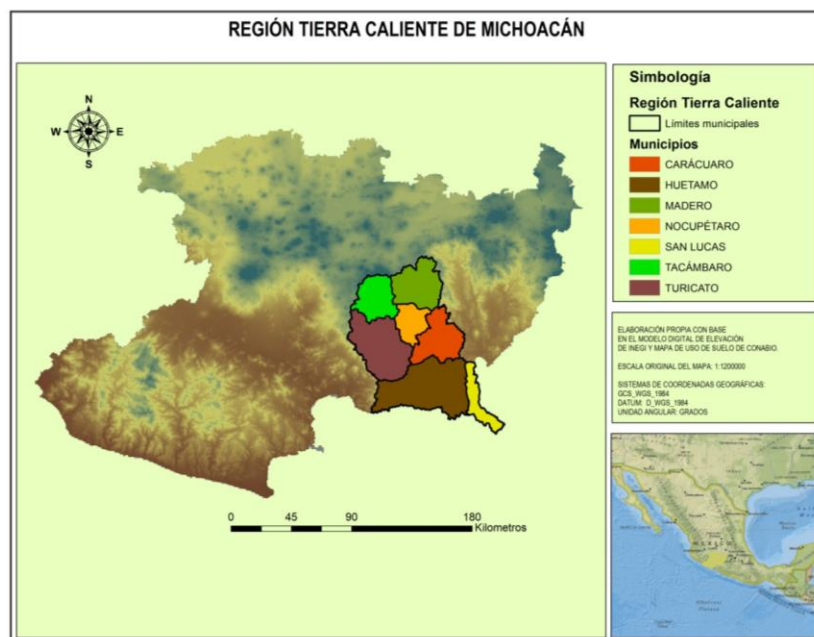 REGIÓN TIERRA CALIENTE DE MICHOACÁN
N
W
E
S
0
45
90
180
Kilometros
Simbología
Región Tierra Caliente
Límites municipales
Municipios
CARÁCUARO
HUETAMO
MADERO
NOCUPÉTARO
SAN LUCAS
TACÁMBARO
TURICATO
ELABORACIÓN PROPIA CON BASE
EN EL MODELO DIGITAL DE ELEVACIÓN
DE INEGI Y MAPA DE USO DE SUELO DE CONABIO.
ESCALA ORIGINAL DEL MAPA: 1:1200000
SISTEMAS DE COORDENADAS GEOGRÁFICAS:
GCS_WGS_1984
DATUM: D_WGS_1984
UNIDAD ANGULAR: GRADOS